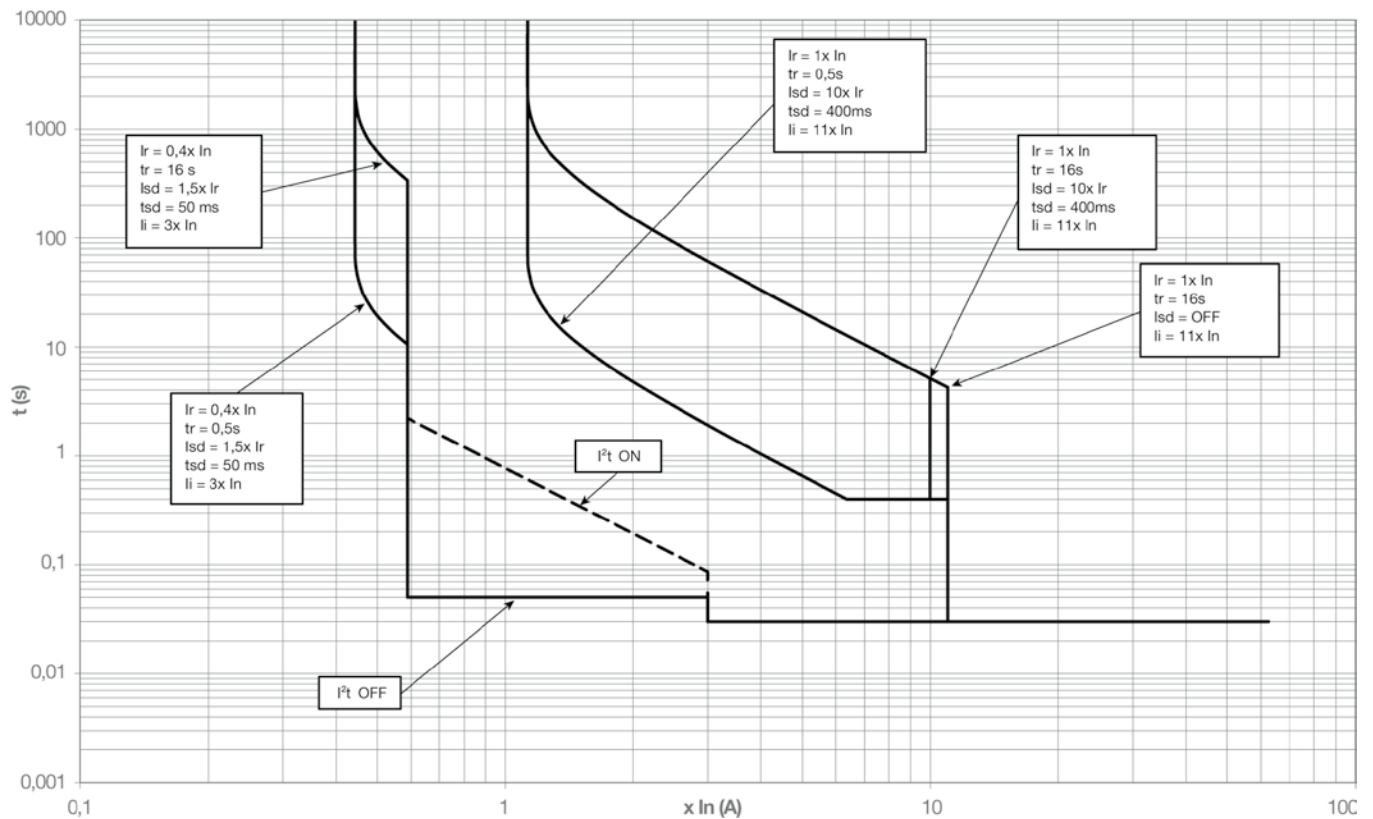 10000
1000
100
10
1
0,1
0,01
0,001
t (s)
Ir = 1x In
tr = 0,5s
Isd = 10x Ir
tsd = 400ms
Ii = 11x In
Ir = 0,4x In
tr = 16 s
Isd = 1,5x Ir
tsd = 50 ms
Ii = 3x In
Ir = 1x In
tr = 16s
Isd = 10x Ir
tsd = 400ms
Ii = 11x In
Ir = 1x In
tr = 16s
Isd = OFF
Ii = 11x In
Ir = 0,4x In
tr = 0,5s
Isd = 1,5x Ir
tsd = 50 ms
Ii = 3x In
I²t ON
I²t OFF
0,1
1
x In (A)
10
100